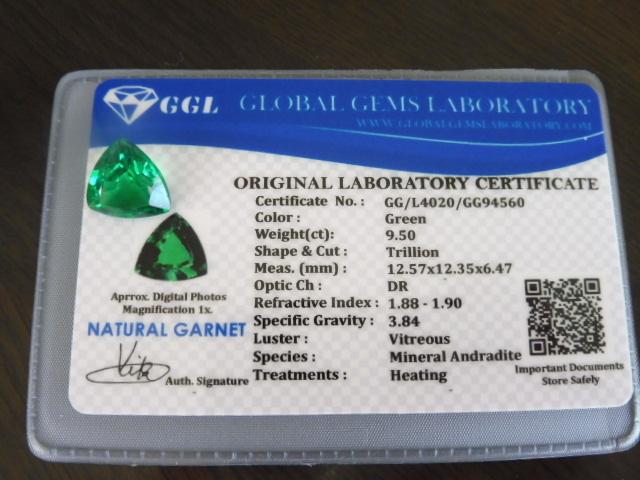 GGL GLOBAL GEMS LABORATORY
WWW.GLOBALGEMSLABORATORY.COM
ORIGINAL LABORATORY CERTIFICATE
Certificate No. : GG/L4020/GG94560
Color : Green
Weight(ct) : 9.50
Shape & Cut : Trillion
Meas. (mm) : 12.57x12.35x6.47
Optic Ch : DR
Refractive Index : 1.88 - 1.90
Specific Gravity : 3.84
Luster : Vitreous
Species : Mineral Andradite
Treatments : Heating
Aprrox. Digital Photos
Magnification 1x.
NATURAL GARNET
Auth. Signature
Important Documents
Store Safely